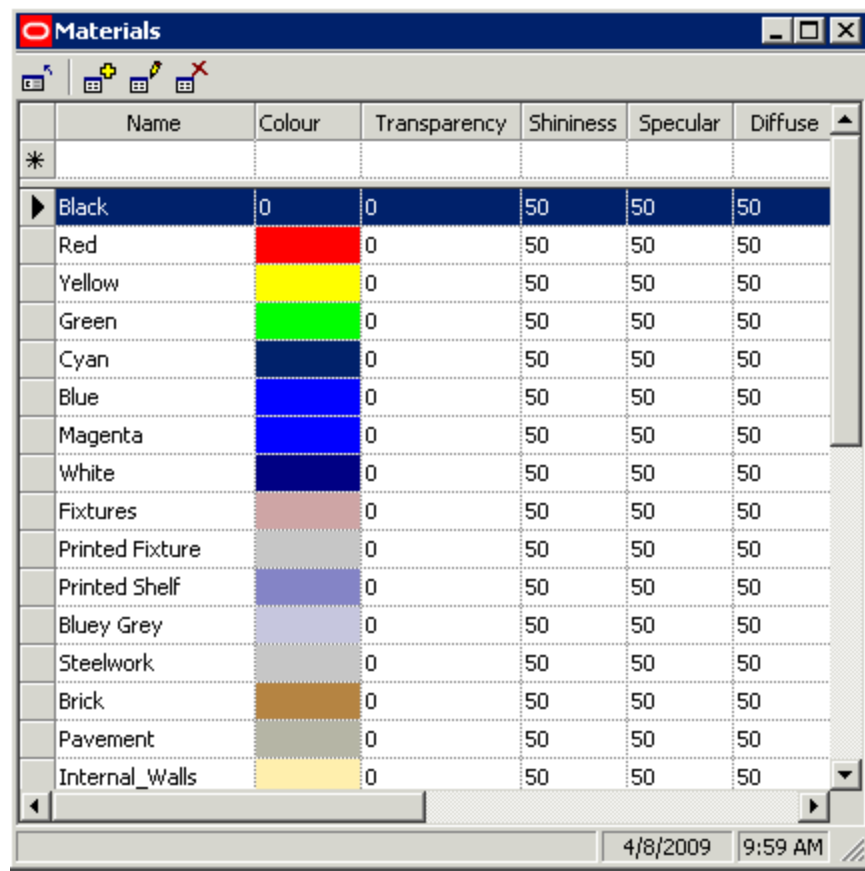 Materials
Name Colour Transparency Shininess Specular Diffuse
Black 0 0 50 50 50
Red 0 50 50 50
Yellow 0 50 50 50
Green 0 50 50 50
Cyan 0 50 50 50
Blue 0 50 50 50
Magenta 0 50 50 50
White 0 50 50 50
Fixtures 0 50 50 50
Printed Fixture 0 50 50 50
Printed Shelf 0 50 50 50
Bluey Grey 0 50 50 50
Steelwork 0 50 50 50
Brick 0 50 50 50
Pavement 0 50 50 50
Internal_Walls 0 50 50 50
4/8/2009 9:59 AM